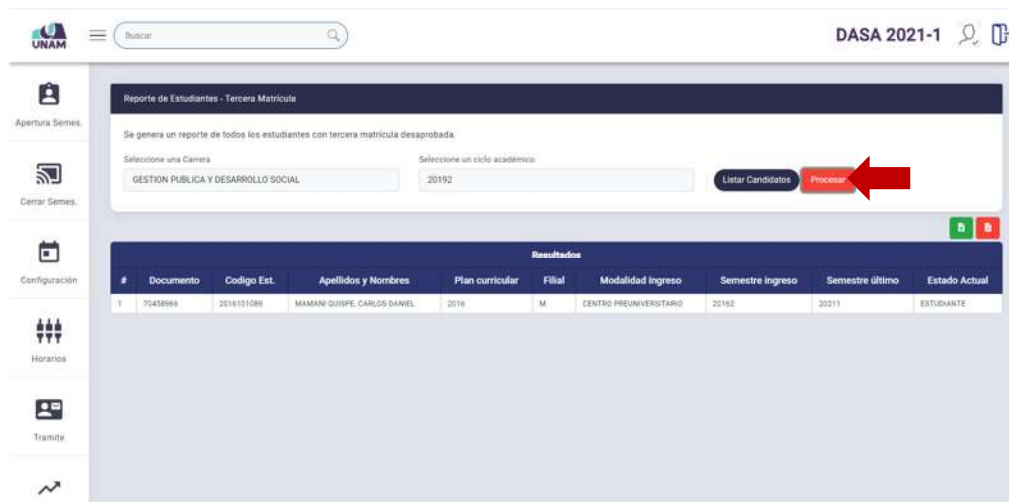 UNAM
Buscar
DASA 2021-1
Apertura Semes.
Cerrar Semes.
Configuración
Horarios
Tramite
Reporte de Estudiantes - Tercera Matrícula
Se genera un reporte de todos los estudiantes con tercera matricula desaprobada.
Seleccione una Carrera
Seleccione un ciclo académico
GESTION PUBLICA Y DESARROLLO SOCIAL
20192
Listar Candidatos
Procesar
Resultados
# Documento Codigo Est. Apellidos y Nombres Plan curricular Filial Modalidad ingreso Semestre ingreso Semestre último Estado Actual
1 70458966 2016101089 MAMANI QUISPE, CARLOS DANIEL 2016 M CENTRO PREUNIVERSITARIO 20162 20211 ESTUDIANTE